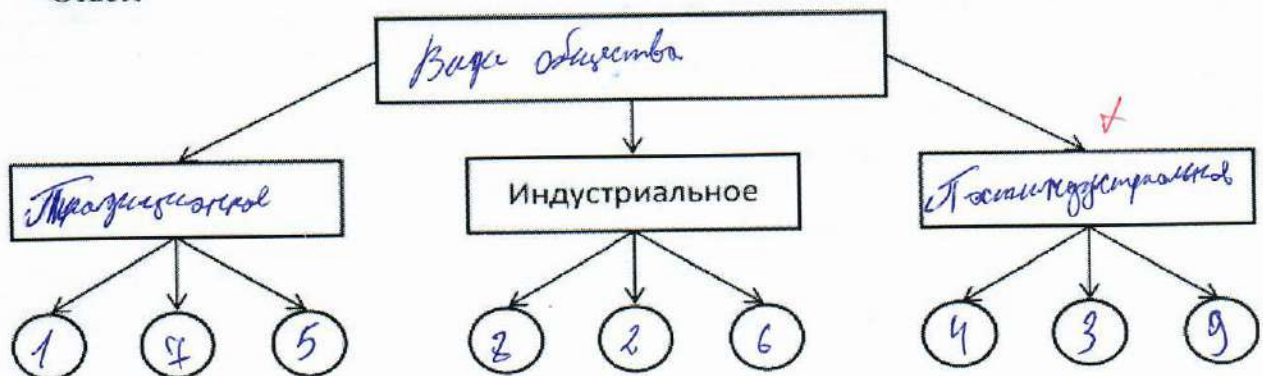 Виды общества
Традиционное
Индустриальное
Постиндустриальное
1 7 5 8 2 6 4 3 9